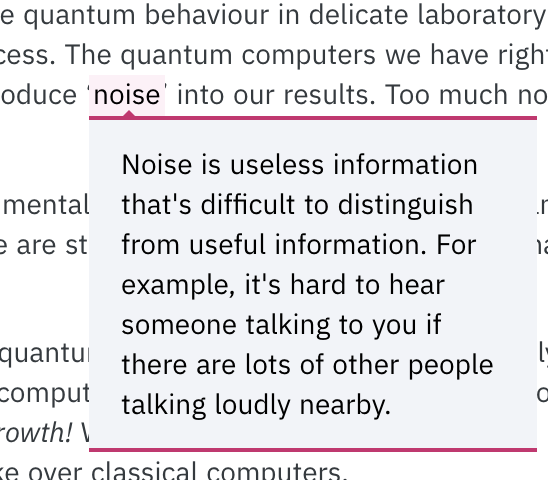 e quantum behaviour in delicate laboratory
cess. The quantum computers we have right
oduce ‘noise’ into our results. Too much no
Noise is useless information
that's difficult to distinguish
from useful information. For
example, it's hard to hear
someone talking to you if
there are lots of other people
talking loudly nearby.
mental
e are st
quantu
comput
rowth!
ke over classical computers.